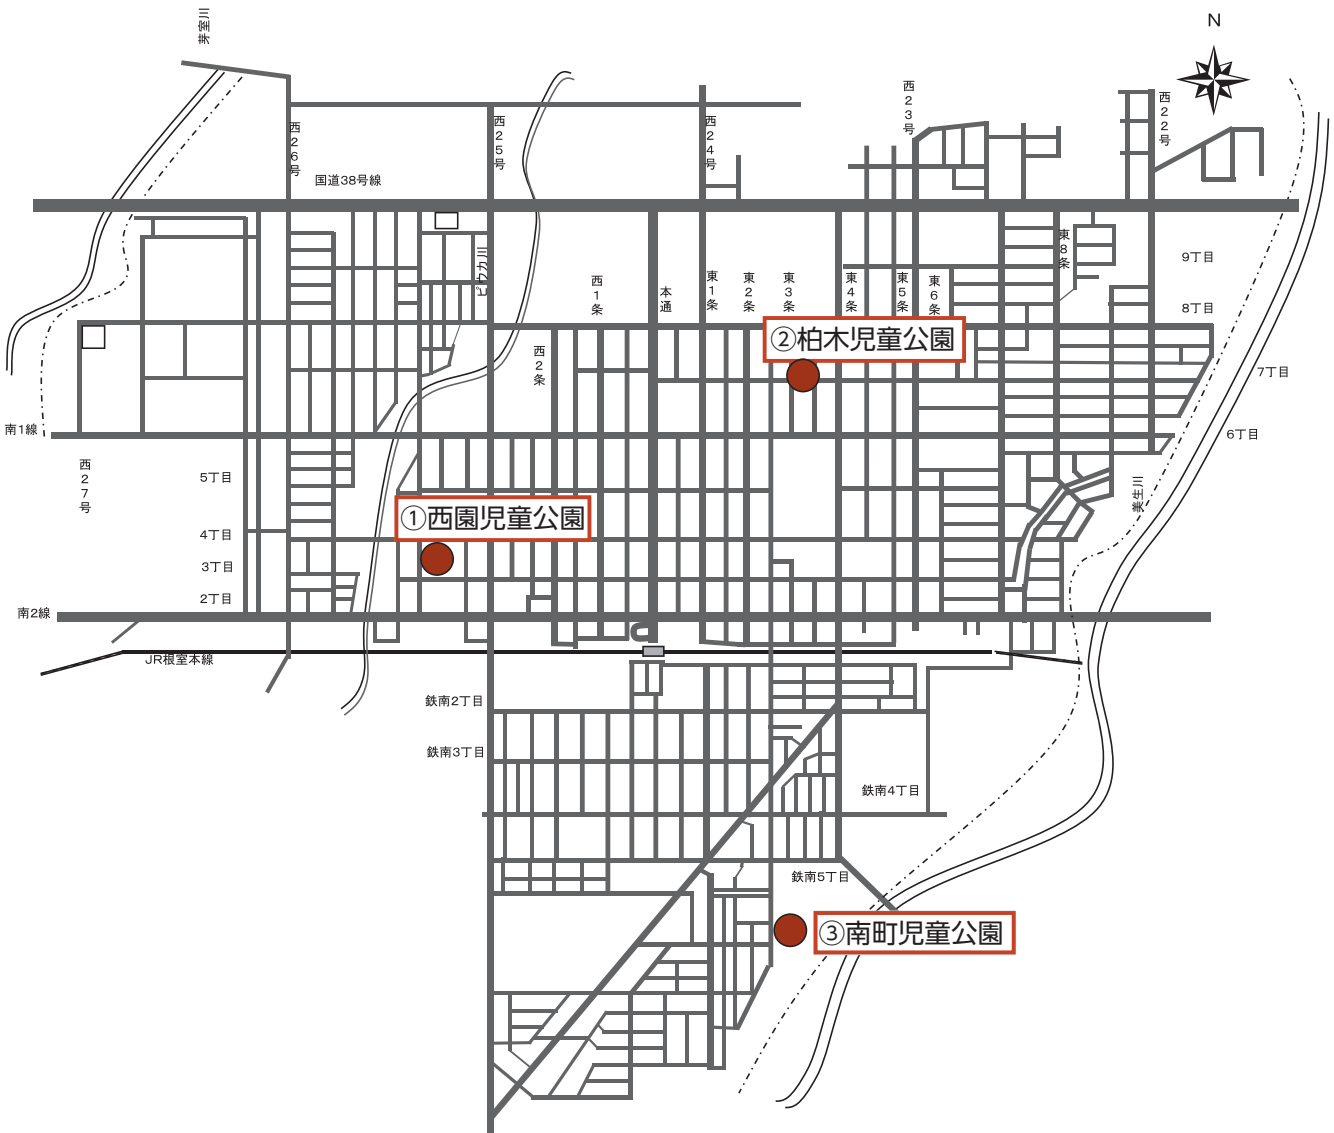 芽室川
N
西26号
西25号
西24号
西23号
西22号
国道38号線
ピウカ川
西1条
本通
東1条
東2条
東3条
東4条
東5条
東6条
東8条
9丁目
8丁目
西2条
②柏木児童公園
7丁目
南1線
6丁目
西27号
5丁目
美生川
①西園児童公園
4丁目
3丁目
2丁目
南2線
JR根室本線
鉄南2丁目
鉄南3丁目
鉄南4丁目
鉄南5丁目
③南町児童公園